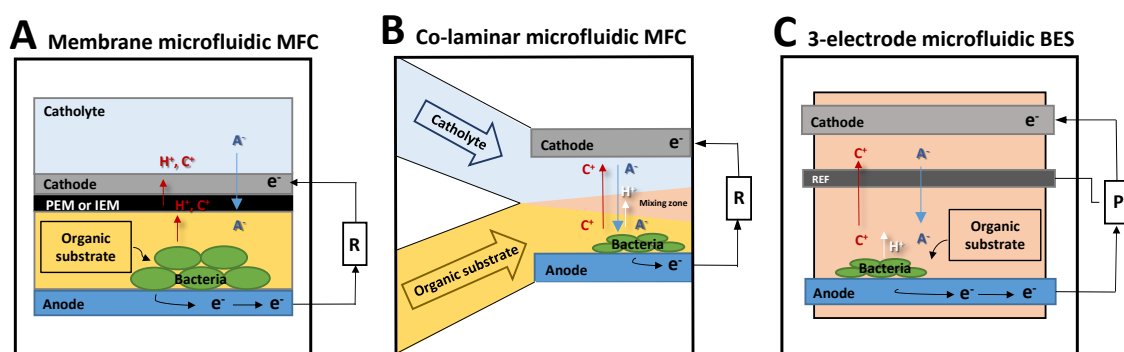 A Membrane microfluidic MFC
Catholyte
A⁻
H⁺, C⁺
Cathode
e⁻
PEM or IEM
H⁺, C⁺
A⁻
Organic
substrate
Bacteria
R
Anode
e⁻
e⁻
B Co-laminar microfluidic MFC
Catholyte
Cathode
e⁻
C⁺
A⁻
H⁺
Mixing zone
R
C⁺
A⁻
Bacteria
Organic substrate
Anode
e⁻
C 3-electrode microfluidic BES
Cathode
e⁻
C⁺
A⁻
REF
P
C⁺
H⁺
A⁻
Organic
substrate
Bacteria
Anode
e⁻
e⁻